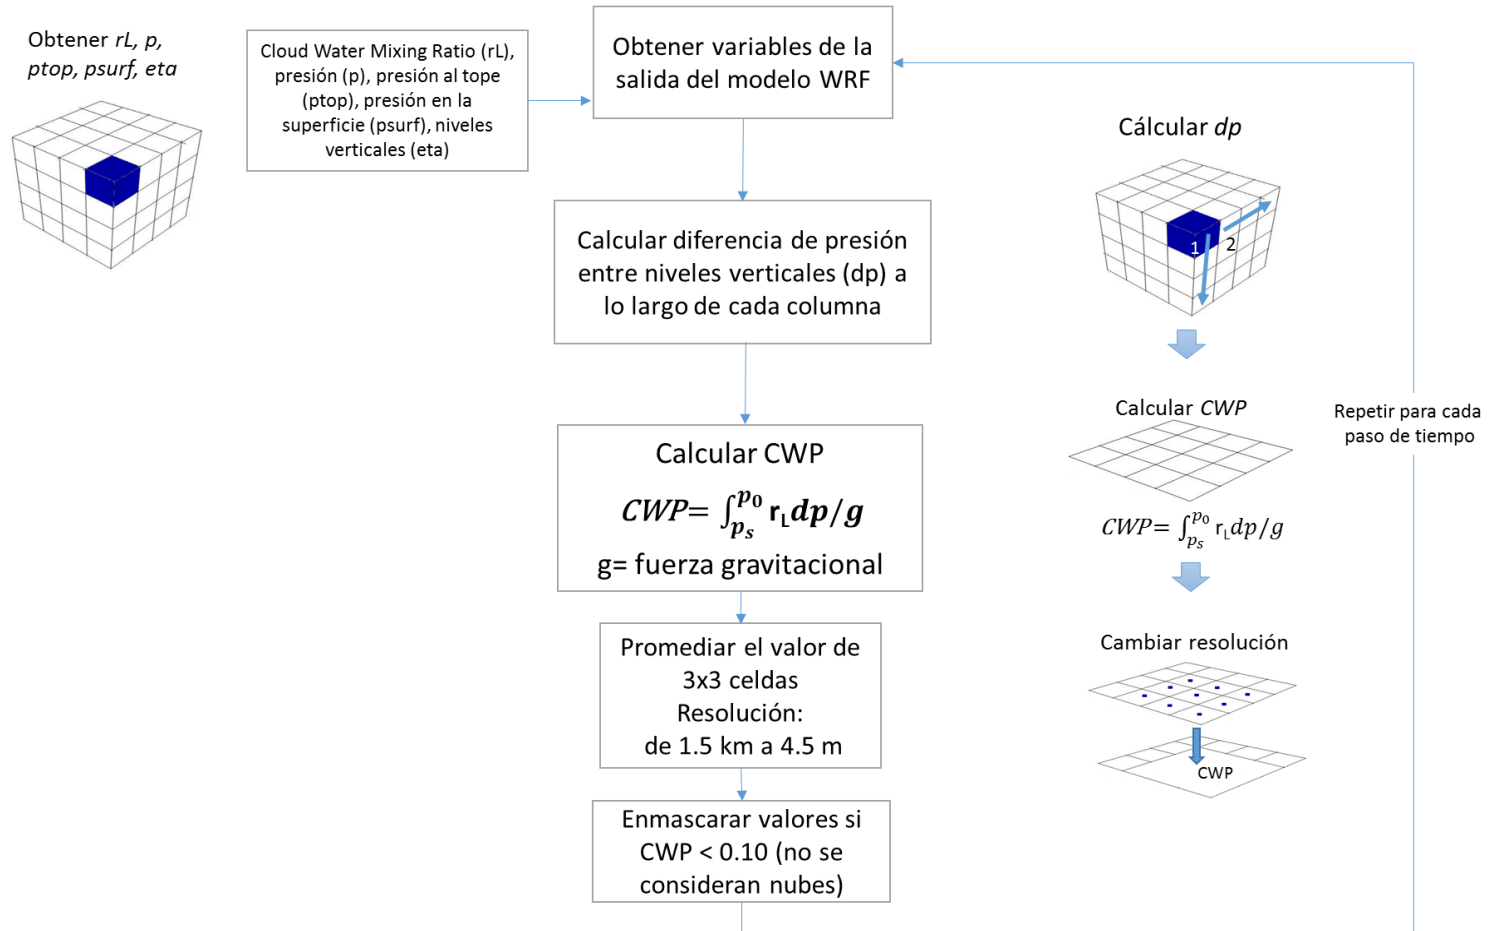 Obtener rL, p,
ptop, psurf, eta
Cloud Water Mixing Ratio (rL),
presión (p), presión al tope
(ptop), presión en la
superficie (psurf), niveles
verticales (eta)
Obtener variables de la
salida del modelo WRF
Calcular diferencia de presión
entre niveles verticales (dp) a
lo largo de cada columna
Calcular CWP
CWP= ∫_{p_s}^{p_0} r_L dp/g
g= fuerza gravitacional
Promediar el valor de
3x3 celdas
Resolución:
de 1.5 km a 4.5 m
Enmascarar valores si
CWP < 0.10 (no se
consideran nubes)
Cálcular dp
1
2
Calcular CWP
CWP= ∫_{p_s}^{p_0} r_L dp/g
Cambiar resolución
CWP
Repetir para cada
paso de tiempo